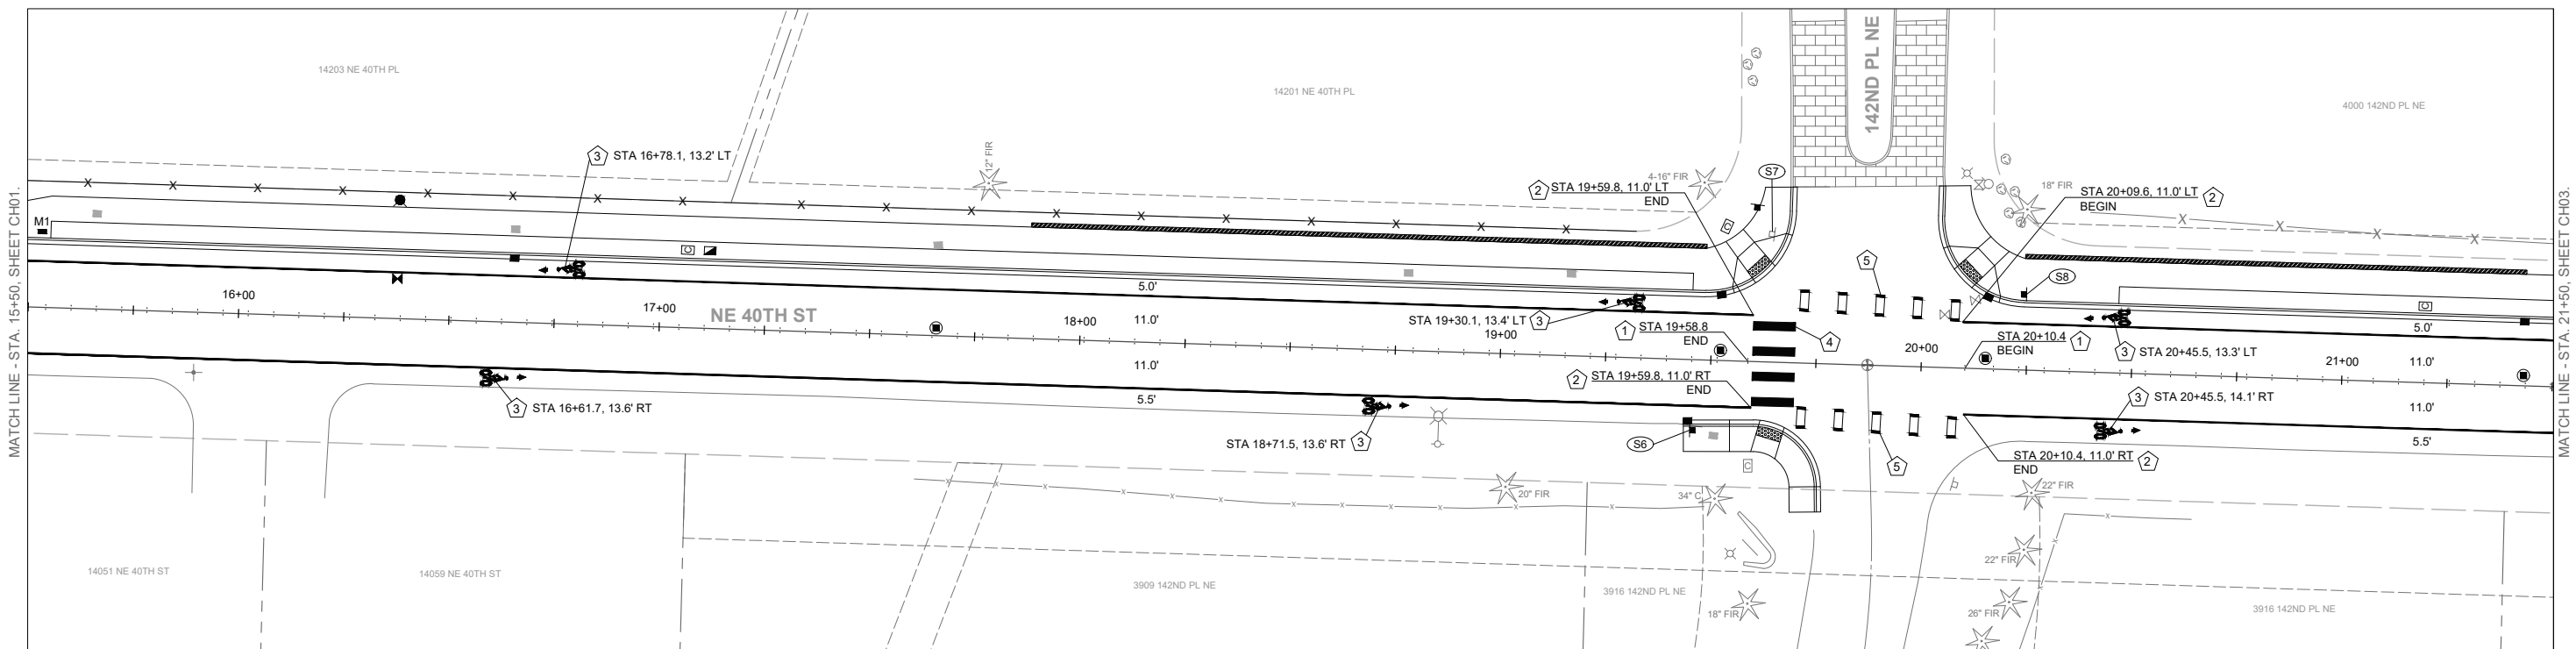 MATCH LINE - STA. 15+50, SHEET CH01.
14203 NE 40TH PL
14201 NE 40TH PL
142ND PL NE
4000 142ND PL NE
3 STA 16+78.1, 13.2' LT
12" FIR
4-16" FIR
S7
2 STA 19+59.8, 11.0' LT
END
18" FIR
STA 20+09.6, 11.0' LT 2
BEGIN
M1
C
C
5
S8
C
16+00
17+00
NE 40TH ST
18+00
5.0'
11.0'
STA 19+30.1, 13.4' LT 3
19+00
1 STA 19+58.8
END
4
20+00
STA 20+10.4 1
BEGIN
3 STA 20+45.5, 13.3' LT
5.0'
21+00
11.0'
11.0'
5.5'
2 STA 19+59.8, 11.0' RT
END
3 STA 16+61.7, 13.6' RT
STA 18+71.5, 13.6' RT 3
S6
C
5
3 STA 20+45.5, 14.1' RT
11.0'
5.5'
STA 20+10.4, 11.0' RT 2
END
20" FIR
34" C
22" FIR
22" FIR
18" FIR
26" FIR
14051 NE 40TH ST
14059 NE 40TH ST
3909 142ND PL NE
3916 142ND PL NE
3916 142ND PL NE
MATCH LINE - STA. 21+50, SHEET CH03.